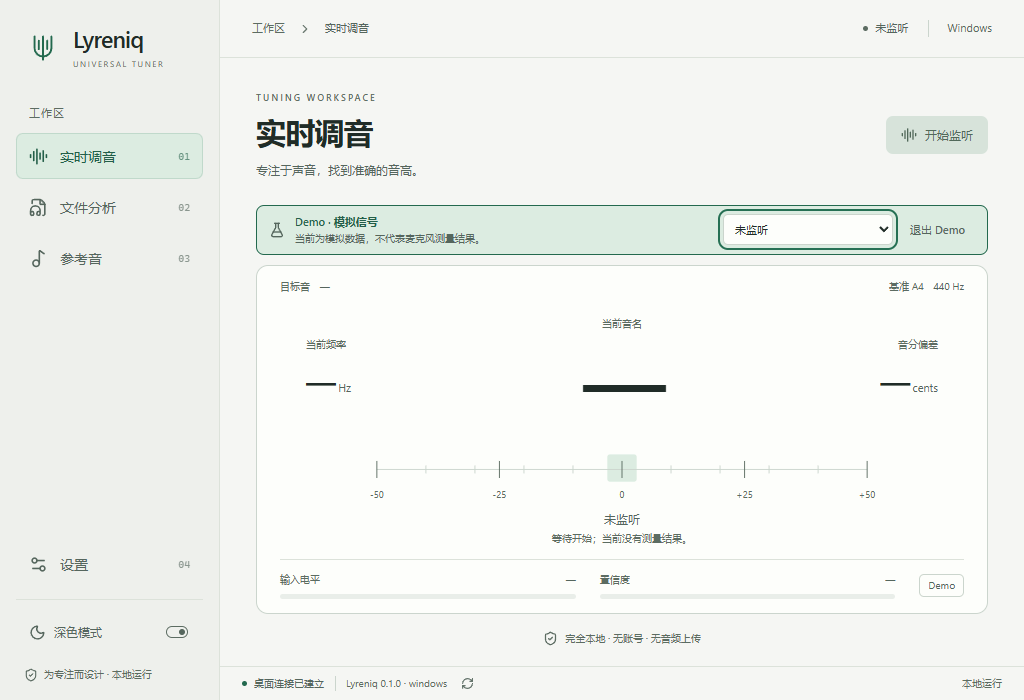 Lyreniq
UNIVERSAL TUNER
工作区
实时调音 01
文件分析 02
参考音 03
设置 04
深色模式
为专注而设计 · 本地运行
工作区 > 实时调音
未监听
Windows
TUNING WORKSPACE
实时调音
专注于声音，找到准确的音高。
开始监听
Demo · 模拟信号
当前为模拟数据，不代表麦克风测量结果。
未监听
退出 Demo
目标音 —
基准 A4 440 Hz
当前音名
当前频率
音分偏差
— Hz
—
— cents
-50 -25 0 +25 +50
未监听
等待开始；当前没有测量结果。
输入电平 —
置信度 —
Demo
完全本地 · 无账号 · 无音频上传
桌面连接已建立
Lyreniq 0.1.0 · windows
本地运行